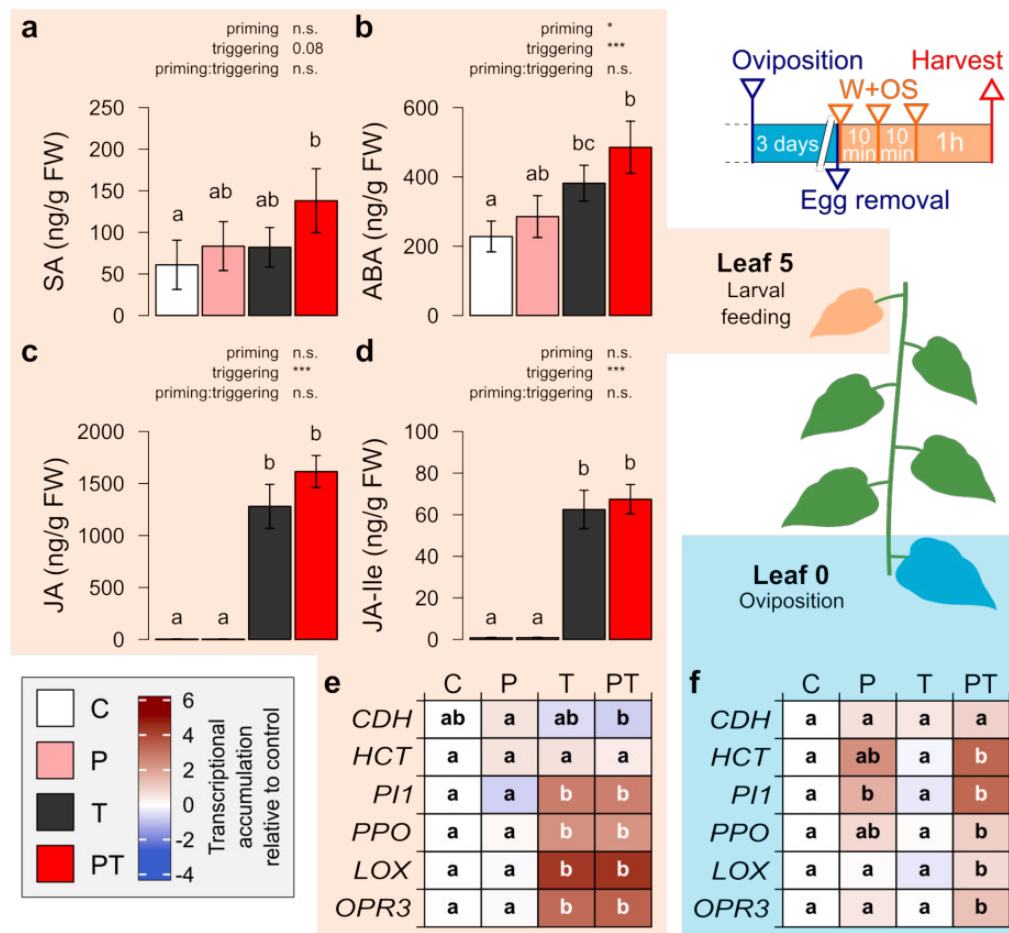 a
priming n.s.
triggering 0.08
priming:triggering n.s.
SA (ng/g FW)
250
200
150
100
50
0
a
ab
ab
b
b
priming *
triggering ***
priming:triggering n.s.
ABA (ng/g FW)
600
400
200
0
a
ab
bc
b
Oviposition
Harvest
W+OS
3 days
10 min
10 min
1h
Egg removal
c
priming n.s.
triggering ***
priming:triggering n.s.
JA (ng/g FW)
2000
1500
1000
500
0
a
a
b
b
d
priming n.s.
triggering ***
priming:triggering n.s.
JA-Ile (ng/g FW)
100
80
60
40
20
0
a
a
b
b
Leaf 5
Larval
feeding
Leaf 0
Oviposition
C
P
T
PT
6
4
2
0
-2
-4
Transcriptional
accumulation
relative to control
e
C P T PT
CDH ab a ab b
HCT a a a a
PI1 a a b b
PPO a a b b
LOX a a b b
OPR3 a a b b
f
C P T PT
CDH a a a a
HCT a ab a b
PI1 a b a b
PPO a ab a b
LOX a a a b
OPR3 a a a b